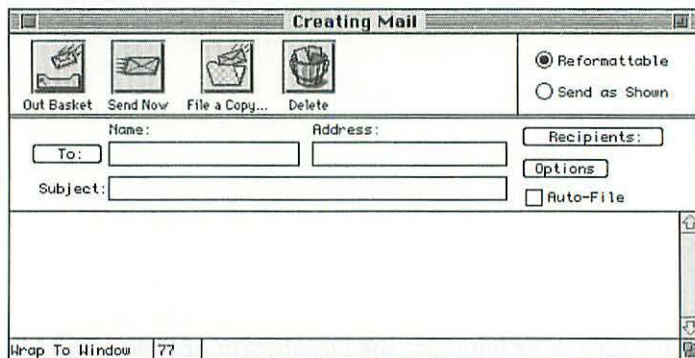 Creating Mail
Out Basket Send Now File a Copy... Delete
Reformattable
Send as Shown
Name: Address:
To:
Recipients:
Options
Subject:
Auto-File
Wrap To Window 77